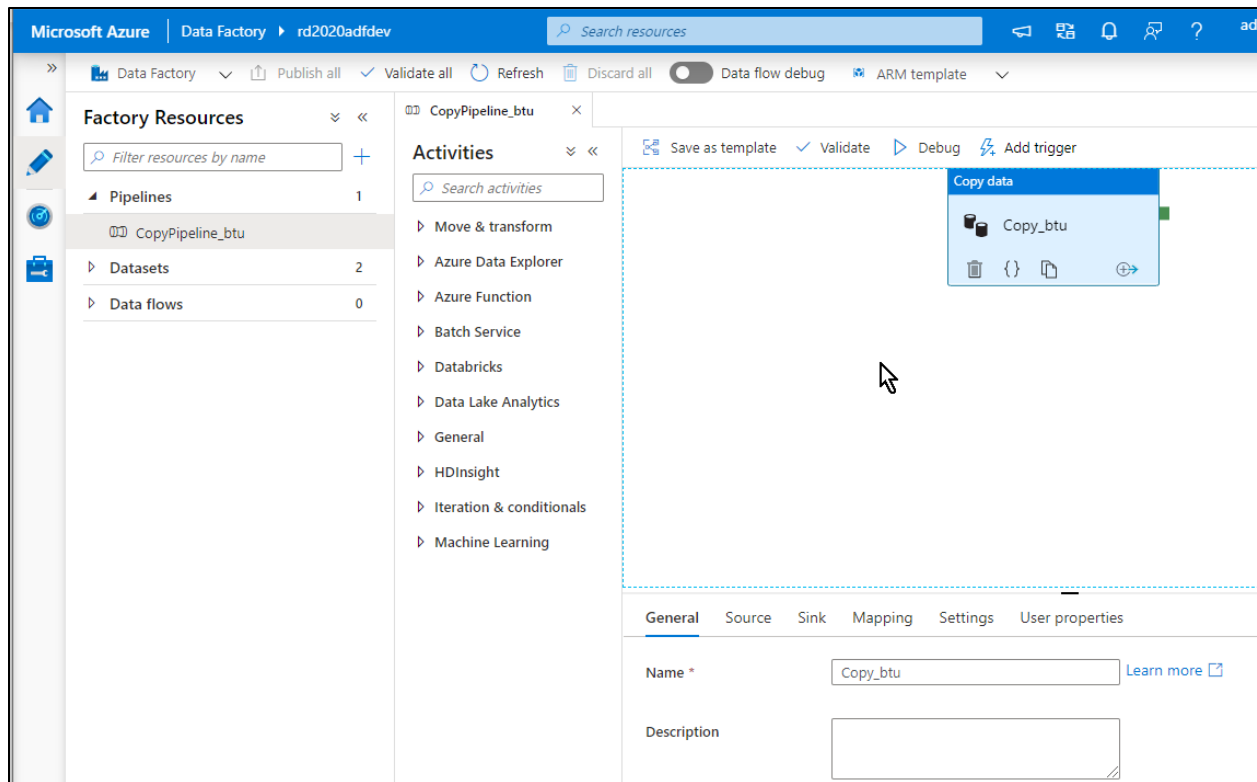 Microsoft Azure Data Factory rd2020adfdev Search resources ? ad
Data Factory Publish all Validate all Refresh Discard all Data flow debug ARM template
Factory Resources
Filter resources by name
Pipelines 1
CopyPipeline_btu
Datasets 2
Data flows 0
CopyPipeline_btu
Activities
Search activities
Move & transform
Azure Data Explorer
Azure Function
Batch Service
Databricks
Data Lake Analytics
General
HDInsight
Iteration & conditionals
Machine Learning
Save as template Validate Debug Add trigger
Copy data
Copy_btu
{}
General Source Sink Mapping Settings User properties
Name * Copy_btu Learn more
Description